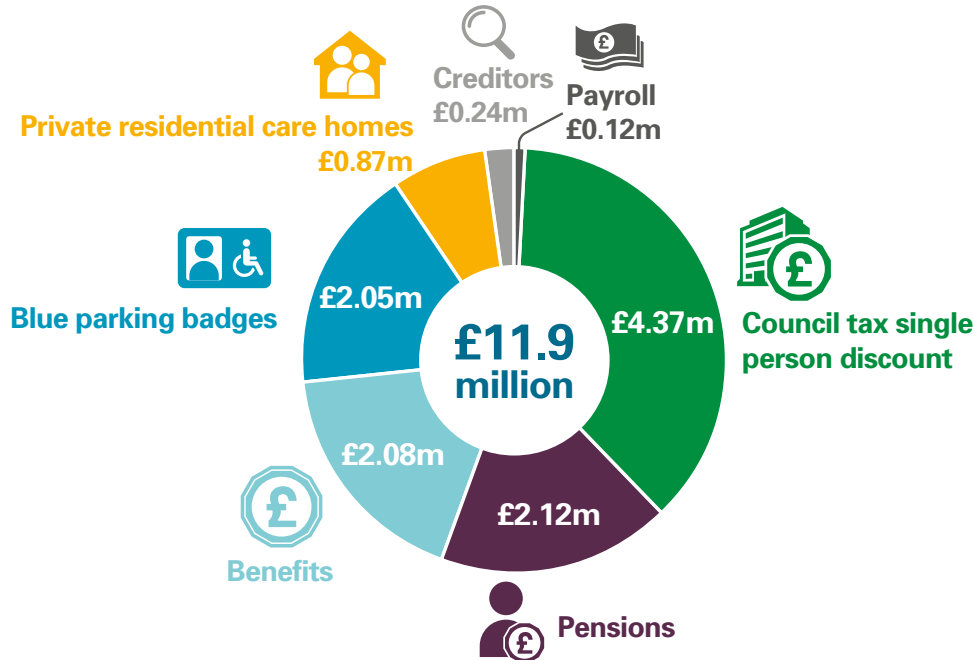 Creditors
£0.24m
£
Payroll
£0.12m
Private residential care homes
£0.87m
Blue parking badges
£2.05m
£11.9
million
£4.37m
£
Council tax single
person discount
£2.08m
£
Benefits
£2.12m
£
Pensions